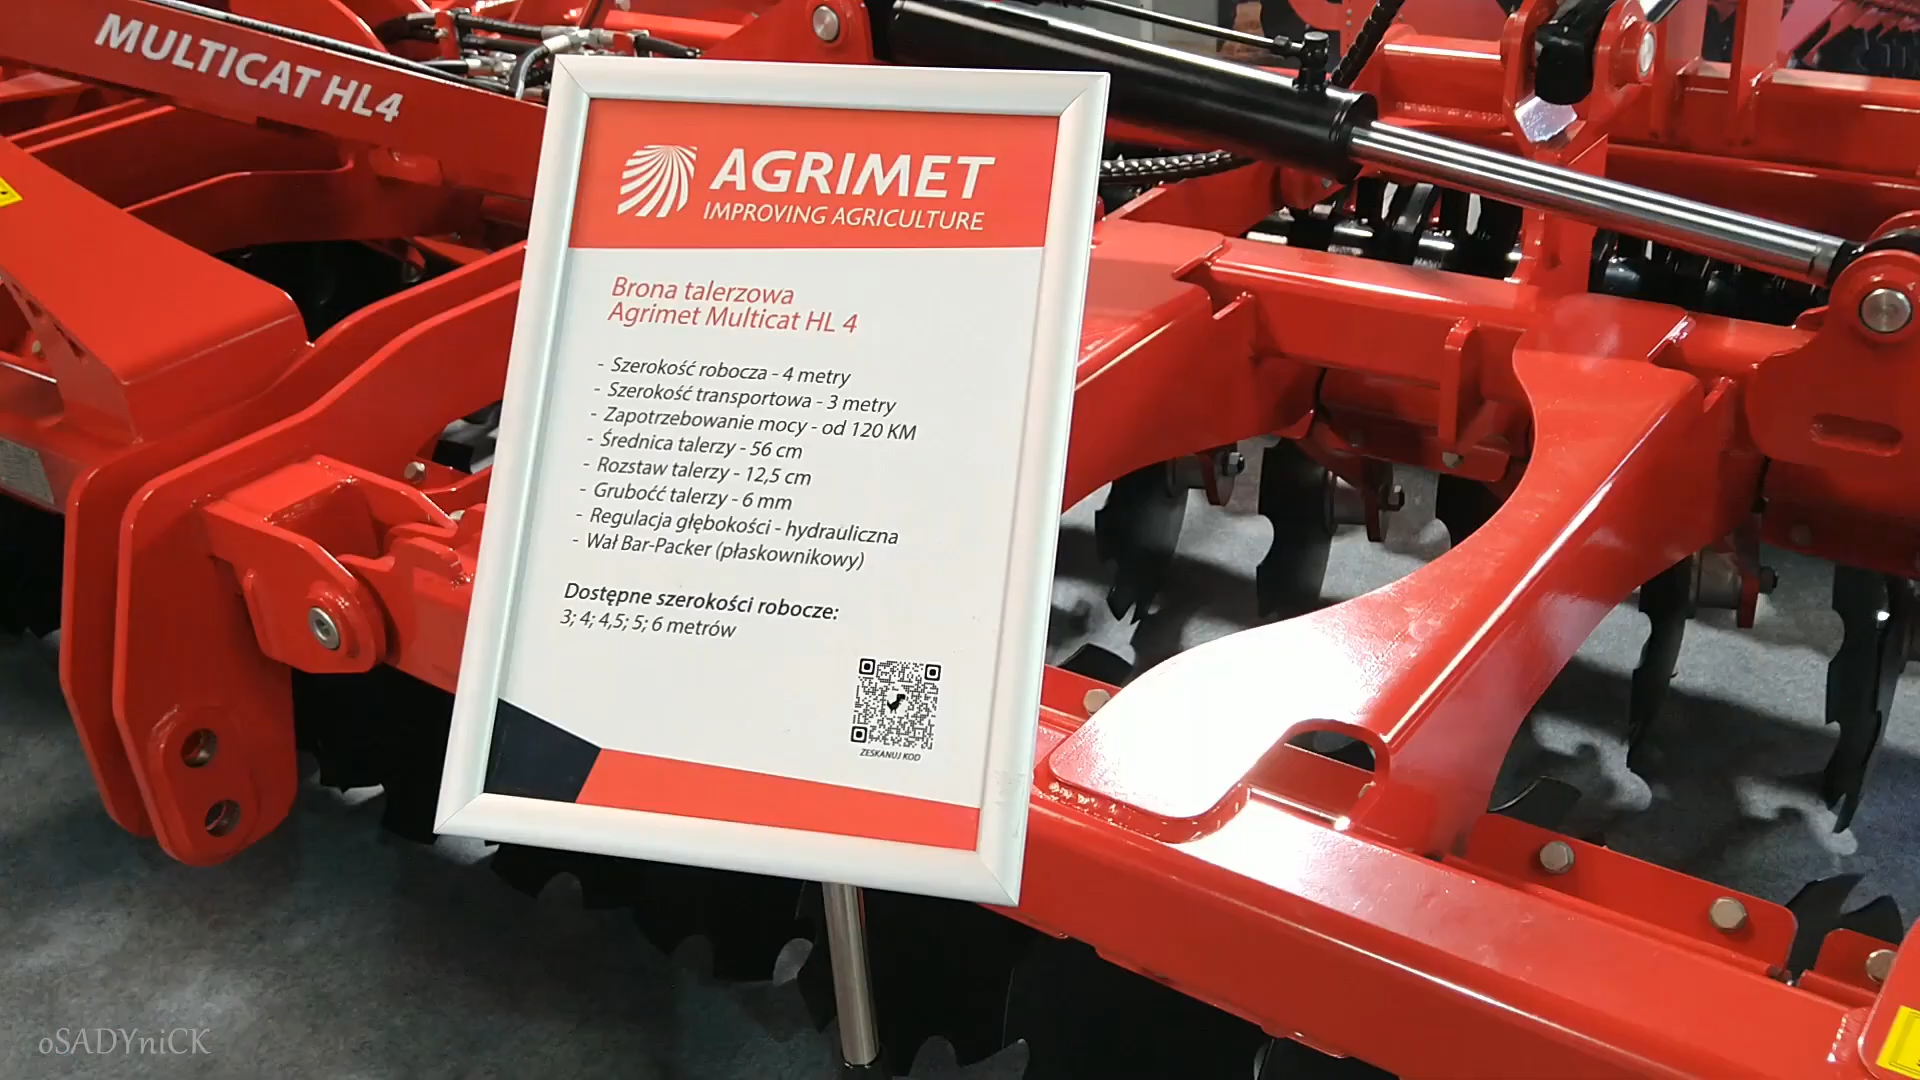 MULTICAT HL4
AGRIMET
IMPROVING AGRICULTURE
Brona talerzowa
Agrimet Multicat HL 4
- Szerokość robocza - 4 metry
- Szerokość transportowa - 3 metry
- Zapotrzebowanie mocy - od 120 KM
- Średnica talerzy - 56 cm
- Rozstaw talerzy - 12,5 cm
- Gruboćć talerzy - 6 mm
- Regulacja głębokości - hydrauliczna
- Wał Bar-Packer (płaskownikowy)
Dostępne szerokości robocze:
3; 4; 4,5; 5; 6 metrów
ZESKANUJ KOD
oSADYniCK